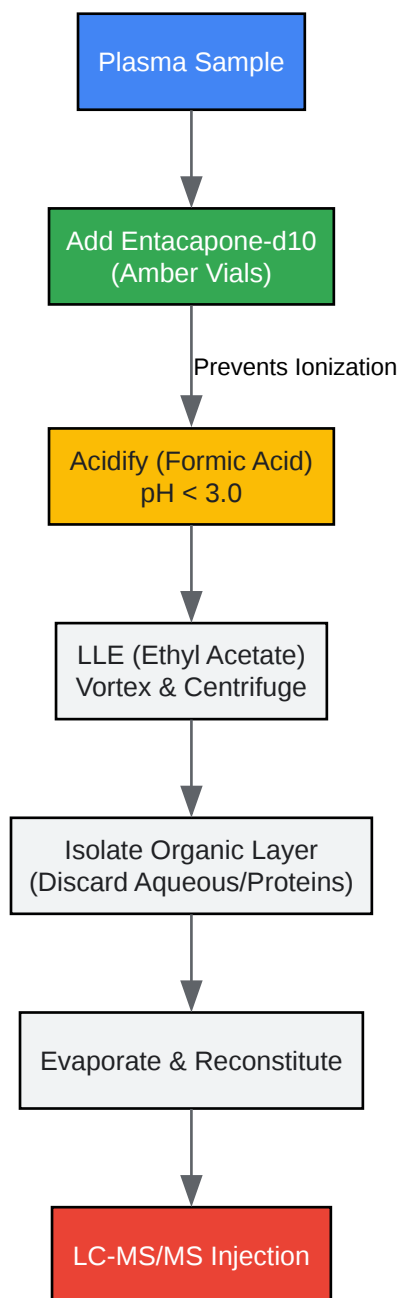 Plasma Sample
Add Entacapone-d10
(Amber Vials)
Prevents Ionization
Acidify (Formic Acid)
pH < 3.0
LLE (Ethyl Acetate)
Vortex & Centrifuge
Isolate Organic Layer
(Discard Aqueous/Proteins)
Evaporate & Reconstitute
LC-MS/MS Injection